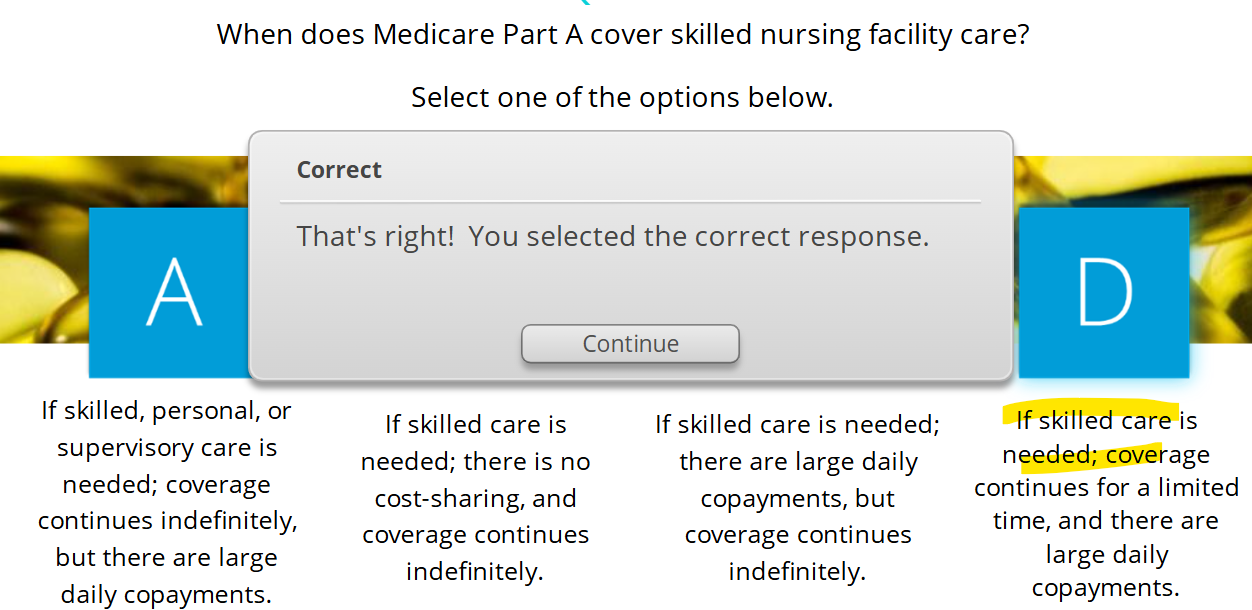 When does Medicare Part A cover skilled nursing facility care?
Select one of the options below.
Correct
That's right!  You selected the correct response.
Continue
A
D
If skilled, personal, or
supervisory care is
needed; coverage
continues indefinitely,
but there are large
daily copayments.
If skilled care is
needed; there is no
cost-sharing, and
coverage continues
indefinitely.
If skilled care is needed;
there are large daily
copayments, but
coverage continues
indefinitely.
If skilled care is
needed; coverage
continues for a limited
time, and there are
large daily
copayments.